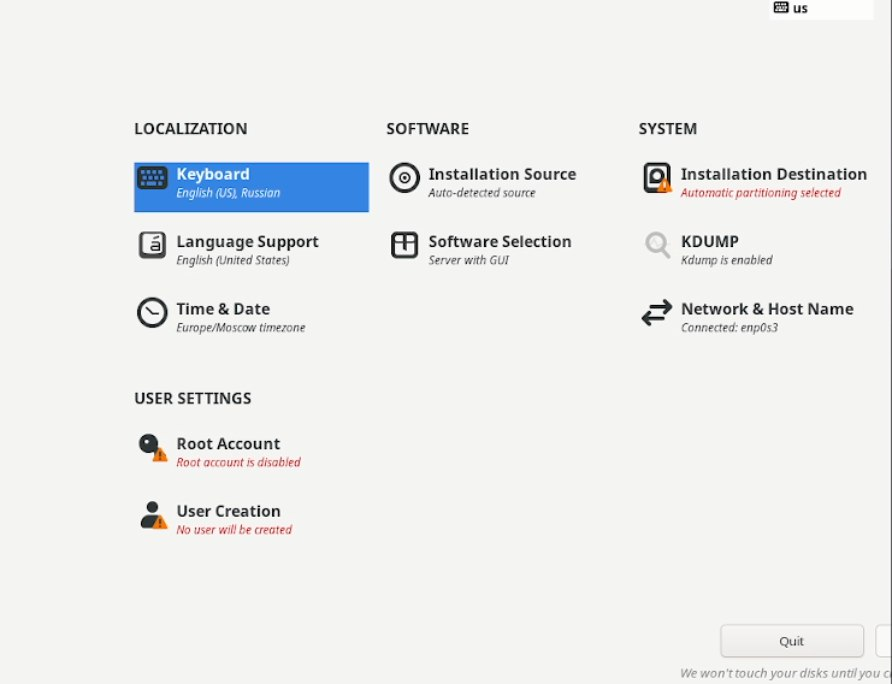 us
LOCALIZATION
Keyboard
English (US), Russian
Language Support
English (United States)
Time & Date
Europe/Moscow timezone
SOFTWARE
Installation Source
Auto-detected source
Software Selection
Server with GUI
SYSTEM
Installation Destination
Automatic partitioning selected
KDUMP
Kdump is enabled
Network & Host Name
Connected: enp0s3
USER SETTINGS
Root Account
Root account is disabled
User Creation
No user will be created
Quit
We won't touch your disks until you c